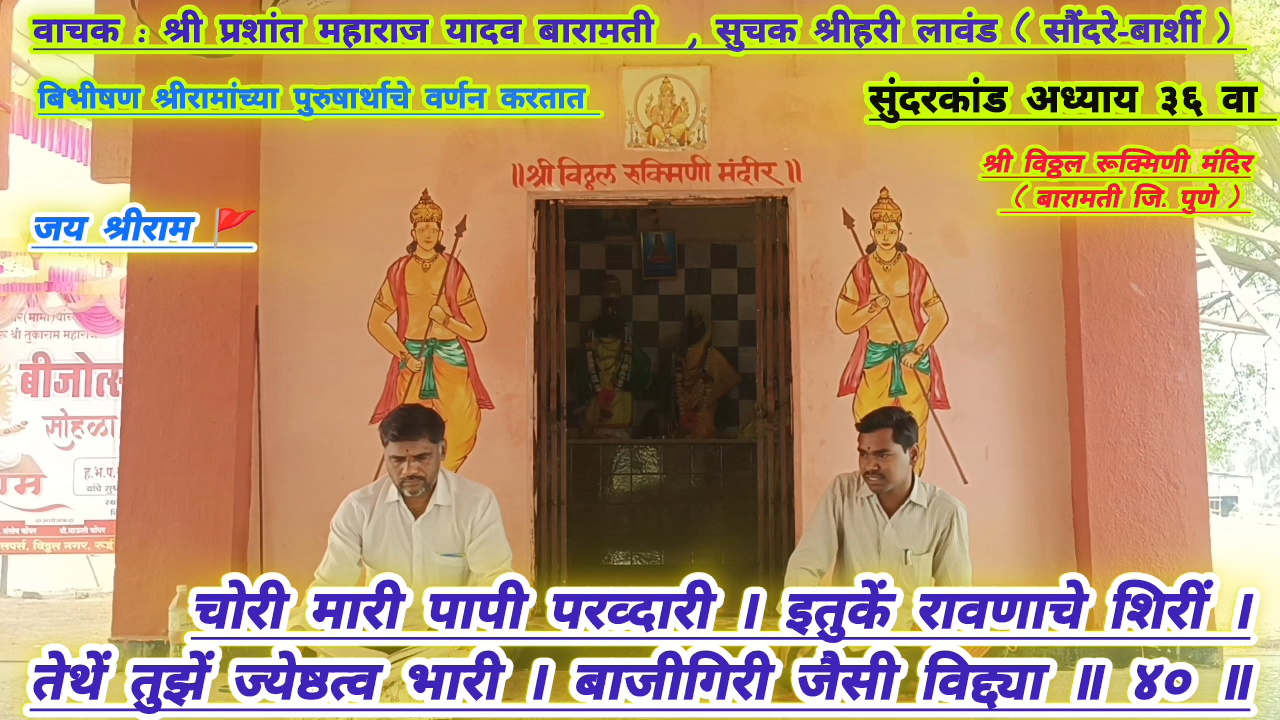 वाचक : श्री प्रशांत महाराज यादव बारामती , सुचक श्रीहरी लावंड ( सौंदरे-बार्शी )
बिभीषण श्रीरामांच्या पुरुषार्थाचे वर्णन करतात
सुंदरकांड अध्याय ३६ वा
॥श्री विठ्ठल रुक्मिणी मंदीर॥
श्री विठ्ठल रूक्मिणी मंदिर
( बारामती जि. पुणे )
जय श्रीराम 🚩
श्री तुकाराम महारा
बीजोत्स
सोहळा
ह.भ.प.
चोरी मारी पापी परव्दारी । इतुकें रावणाचे शिरीं ।
तेथें तुझें ज्येष्ठत्व भारी । बाजीगिरी जैसी विद्द्या ॥ ४० ॥